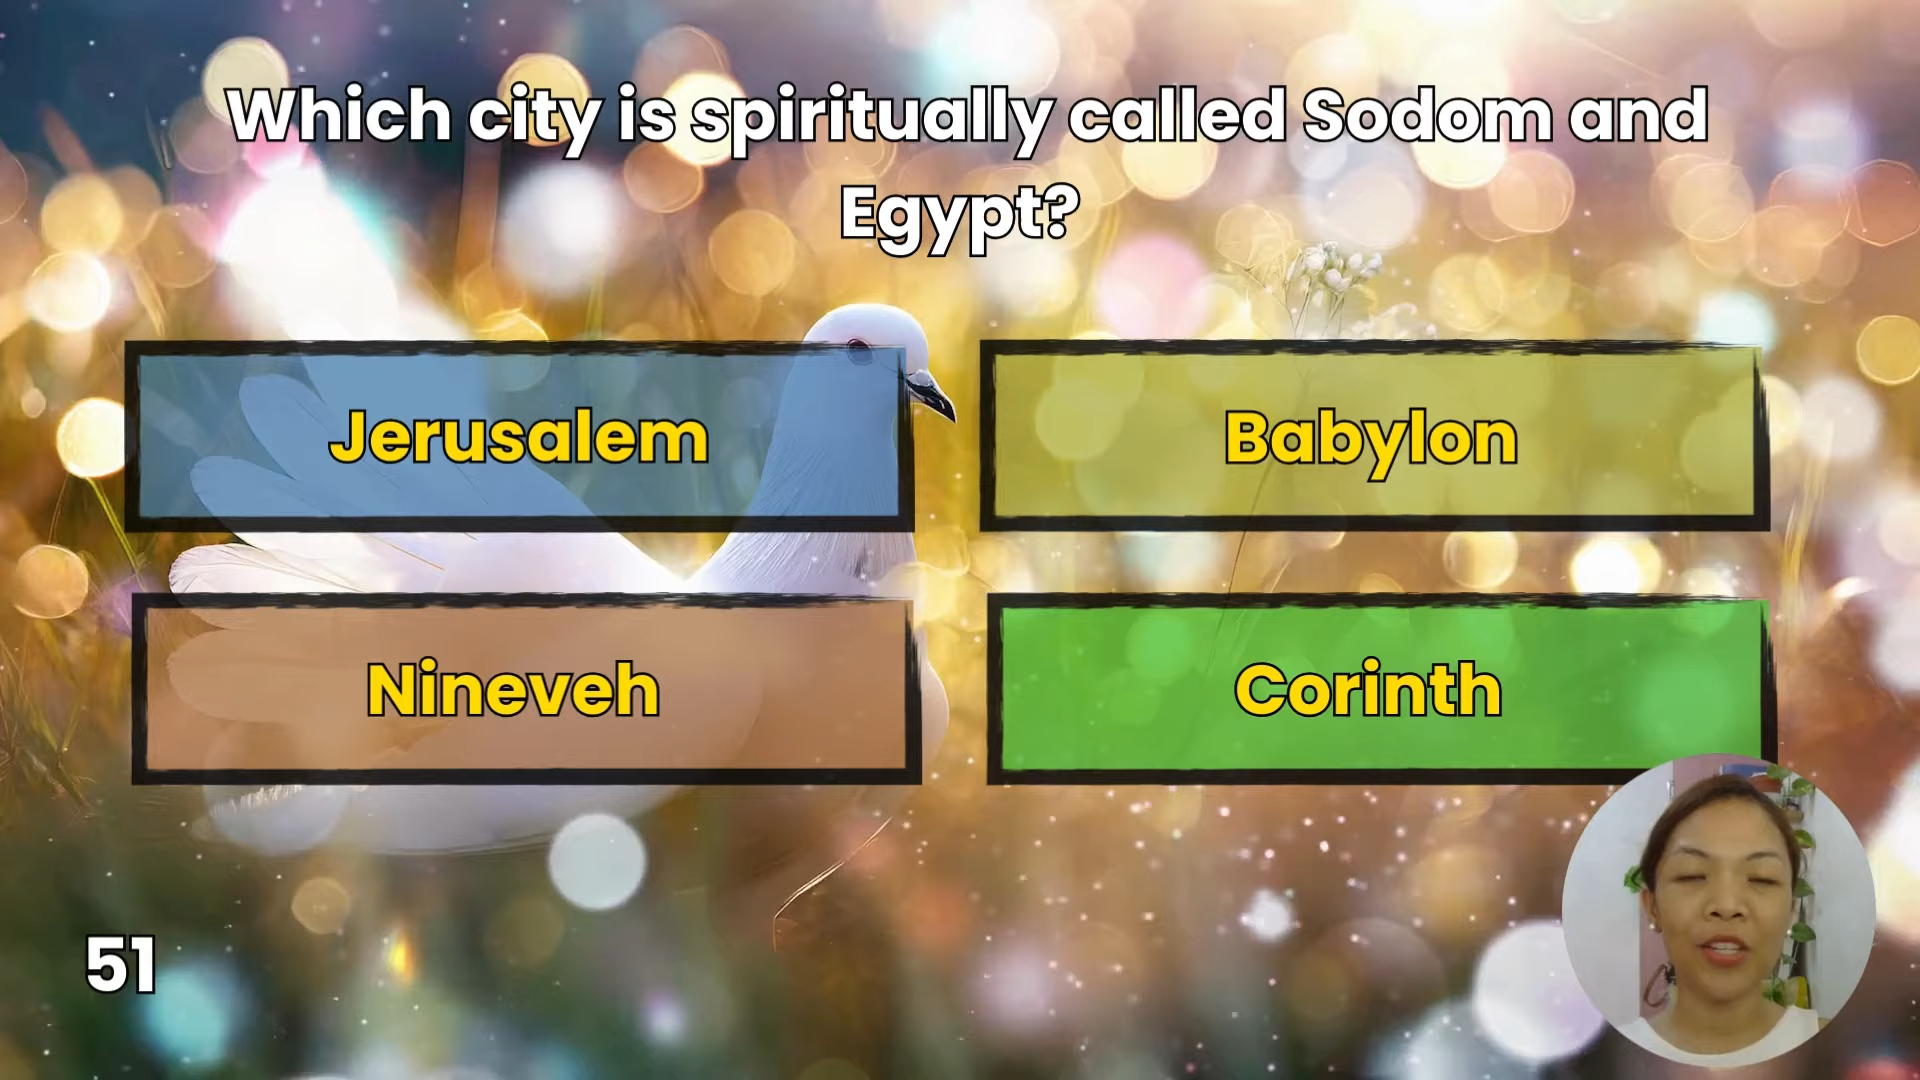 Which city is spiritually called Sodom and
Egypt?
Jerusalem
Babylon
Nineveh
Corinth
51